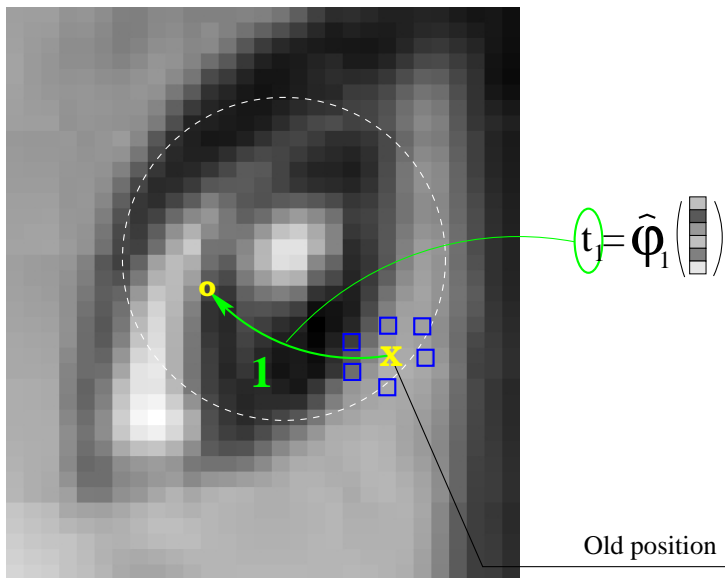 t₁ = φ̂₁
o
x
1
Old position